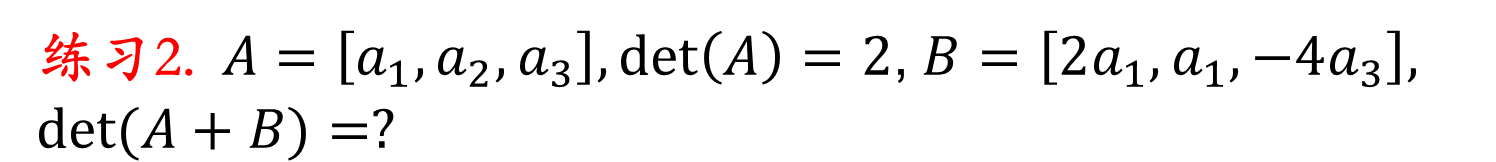 练习2. A = [a₁, a₂, a₃], det(A) = 2, B = [2a₁, a₁, −4a₃],
det(A + B) =?